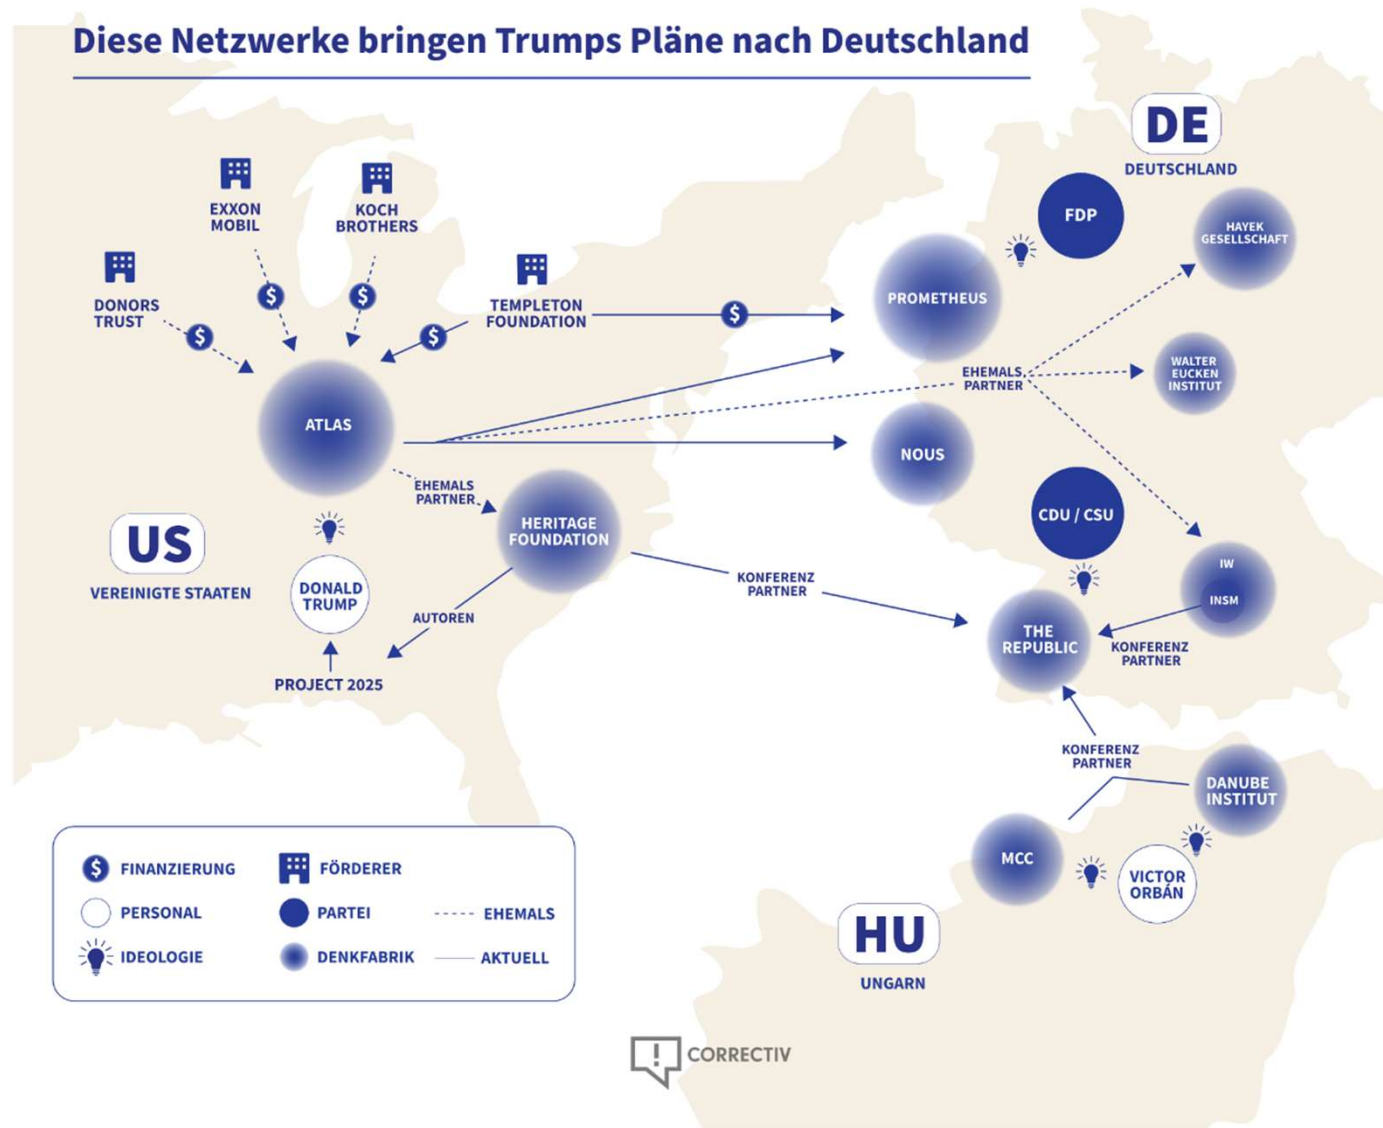 Diese Netzwerke bringen Trumps Pläne nach Deutschland
DE
DEUTSCHLAND
EXXON
MOBIL
KOCH
BROTHERS
DONORS
TRUST
TEMPLETON
FOUNDATION
$
$
$
$
$
ATLAS
EHEMALS
PARTNER
HERITAGE
FOUNDATION
US
VEREINIGTE STAATEN
DONALD
TRUMP
AUTOREN
PROJECT 2025
FDP
HAYEK
GESELLSCHAFT
PROMETHEUS
EHEMALS
PARTNER
WALTER
EUCKEN
INSTITUT
NOUS
CDU / CSU
IW
INSM
KONFERENZ
PARTNER
THE
REPUBLIC
KONFERENZ
PARTNER
KONFERENZ
PARTNER
DANUBE
INSTITUT
MCC
VICTOR
ORBÁN
HU
UNGARN
$ FINANZIERUNG
FÖRDERER
PERSONAL
PARTEI
EHEMALS
IDEOLOGIE
DENKFABRIK
AKTUELL
! CORRECTIV